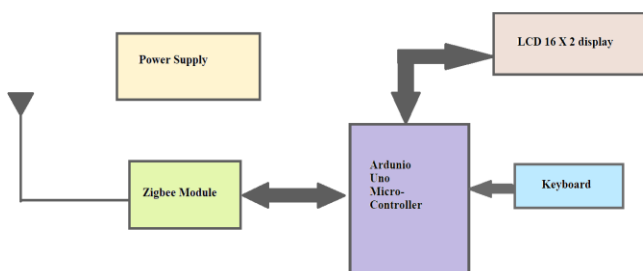 LCD 16 X 2 display
Power Supply
Ardunio
Uno
Micro-
Controller
Zigbee Module
Keyboard